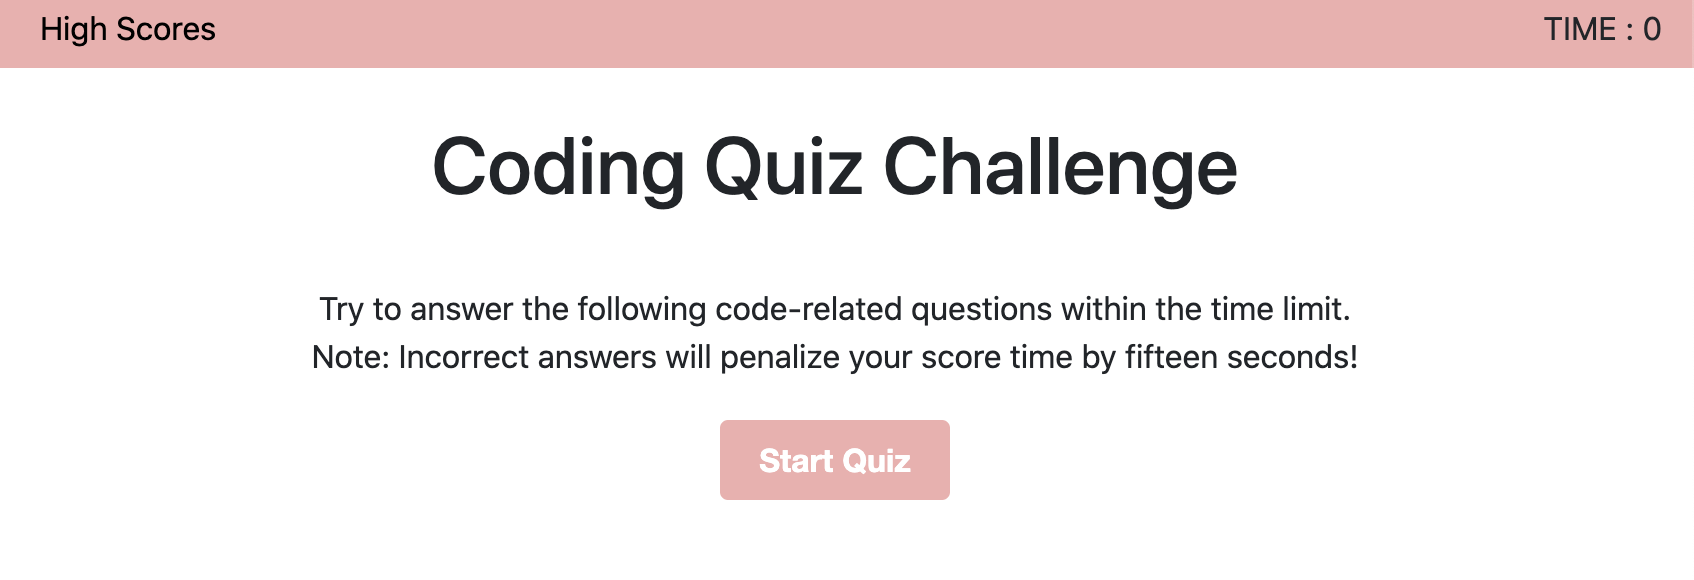 High Scores
TIME : 0
Coding Quiz Challenge
Try to answer the following code-related questions within the time limit.
Note: Incorrect answers will penalize your score time by fifteen seconds!
Start Quiz